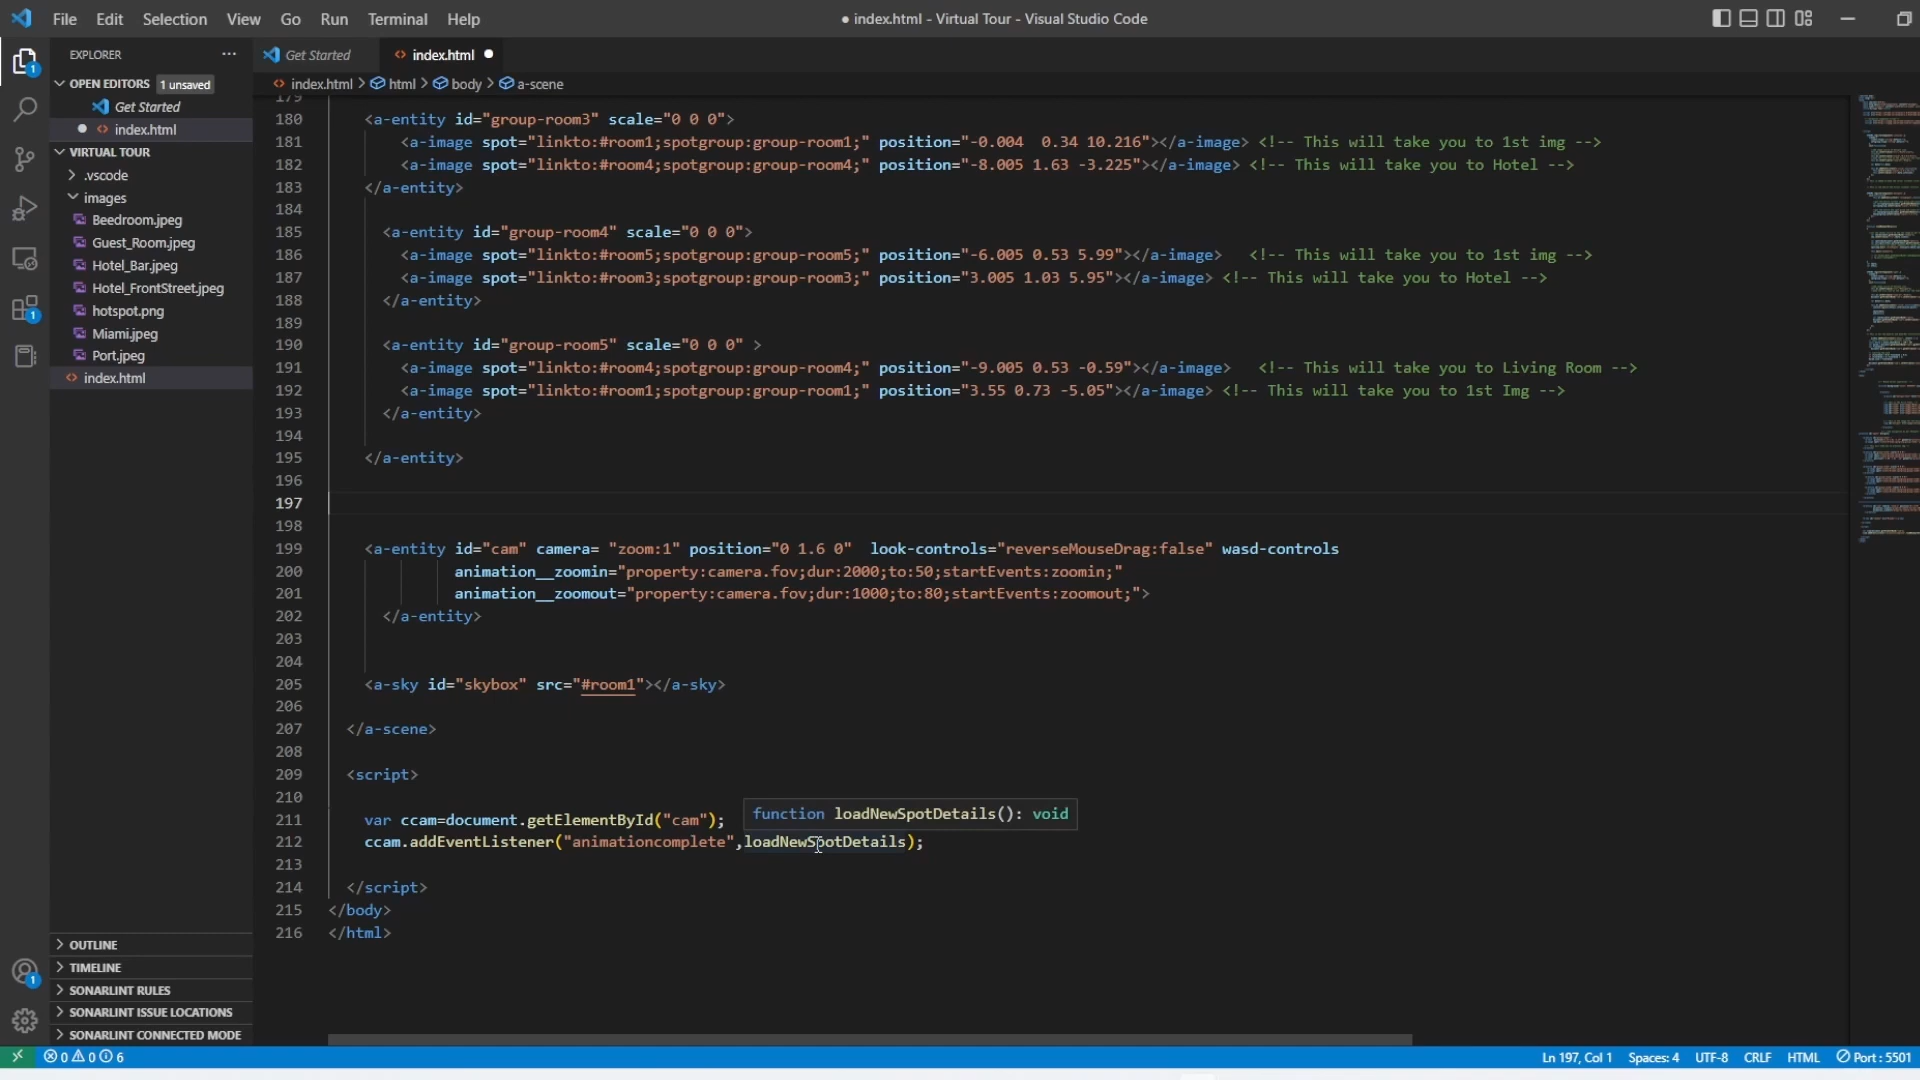 File Edit Selection View Go Run Terminal Help
● index.html - Virtual Tour - Visual Studio Code
EXPLORER
OPEN EDITORS 1 unsaved
Get Started
index.html
VIRTUAL TOUR
.vscode
images
Beedroom.jpeg
Guest_Room.jpeg
Hotel_Bar.jpeg
Hotel_FrontStreet.jpeg
hotspot.png
Miami.jpeg
Port.jpeg
index.html
OUTLINE
TIMELINE
SONARLINT RULES
SONARLINT ISSUE LOCATIONS
SONARLINT CONNECTED MODE
1
1
1
Get Started index.html
index.html > html > body > a-scene
179
180 <a-entity id="group-room3" scale="0 0 0">
181 <a-image spot="linkto:#room1;spotgroup:group-room1;" position="-0.004  0.34 10.216"></a-image> <!-- This will take you to 1st img -->
182 <a-image spot="linkto:#room4;spotgroup:group-room4;" position="-8.005 1.63 -3.225"></a-image> <!-- This will take you to Hotel -->
183 </a-entity>
184
185 <a-entity id="group-room4" scale="0 0 0">
186 <a-image spot="linkto:#room5;spotgroup:group-room5;" position="-6.005 0.53 5.99"></a-image>   <!-- This will take you to 1st img -->
187 <a-image spot="linkto:#room3;spotgroup:group-room3;" position="3.005 1.03 5.95"></a-image> <!-- This will take you to Hotel -->
188 </a-entity>
189
190 <a-entity id="group-room5" scale="0 0 0" >
191 <a-image spot="linkto:#room4;spotgroup:group-room4;" position="-9.005 0.53 -0.59"></a-image>   <!-- This will take you to Living Room -->
192 <a-image spot="linkto:#room1;spotgroup:group-room1;" position="3.55 0.73 -5.05"></a-image> <!-- This will take you to 1st Img -->
193 </a-entity>
194
195 </a-entity>
196
197
198
199 <a-entity id="cam" camera= "zoom:1" position="0 1.6 0"  look-controls="reverseMouseDrag:false" wasd-controls
200 animation__zoomin="property:camera.fov;dur:2000;to:50;startEvents:zoomin;"
201 animation__zoomout="property:camera.fov;dur:1000;to:80;startEvents:zoomout;">
202 </a-entity>
203
204
205 <a-sky id="skybox" src="#room1"></a-sky>
206
207 </a-scene>
208
209 <script>
210
function loadNewSpotDetails(): void
211 var ccam=document.getElementById("cam");
212 ccam.addEventListener("animationcomplete",loadNewSpotDetails);
213
214 </script>
215 </body>
216 </html>
0 0 6
Ln 197, Col 1 Spaces: 4 UTF-8 CRLF HTML Port : 5501